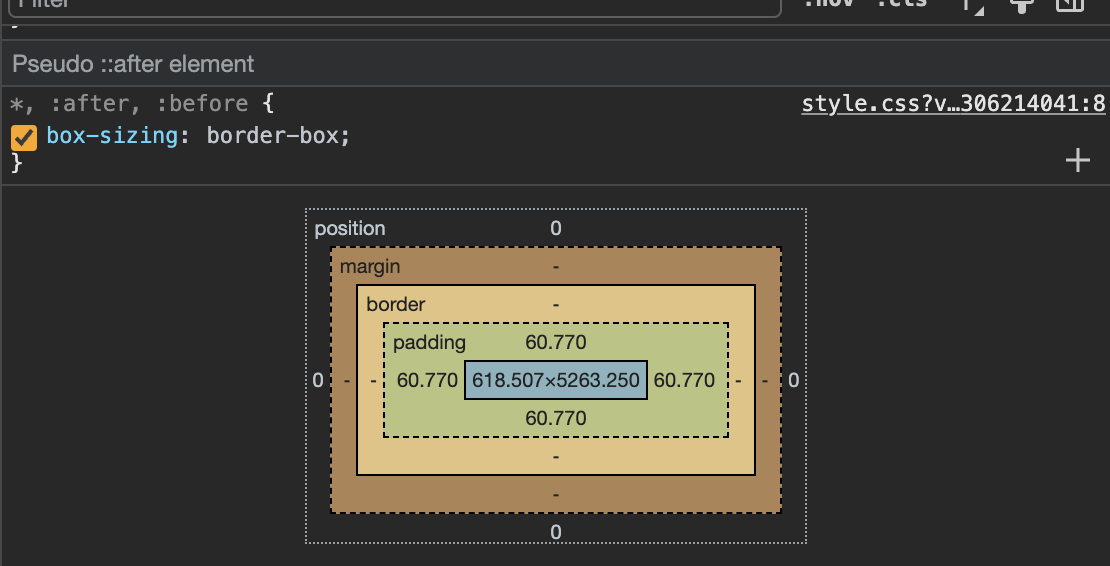 Filter :hov .cls
}
Pseudo ::after element
*, :after, :before { style.css?v…306214041:8
box-sizing: border-box;
}
position 0
margin -
border -
padding 60.770
0 - - 60.770 618.507×5263.250 60.770 - - 0
60.770
-
-
0